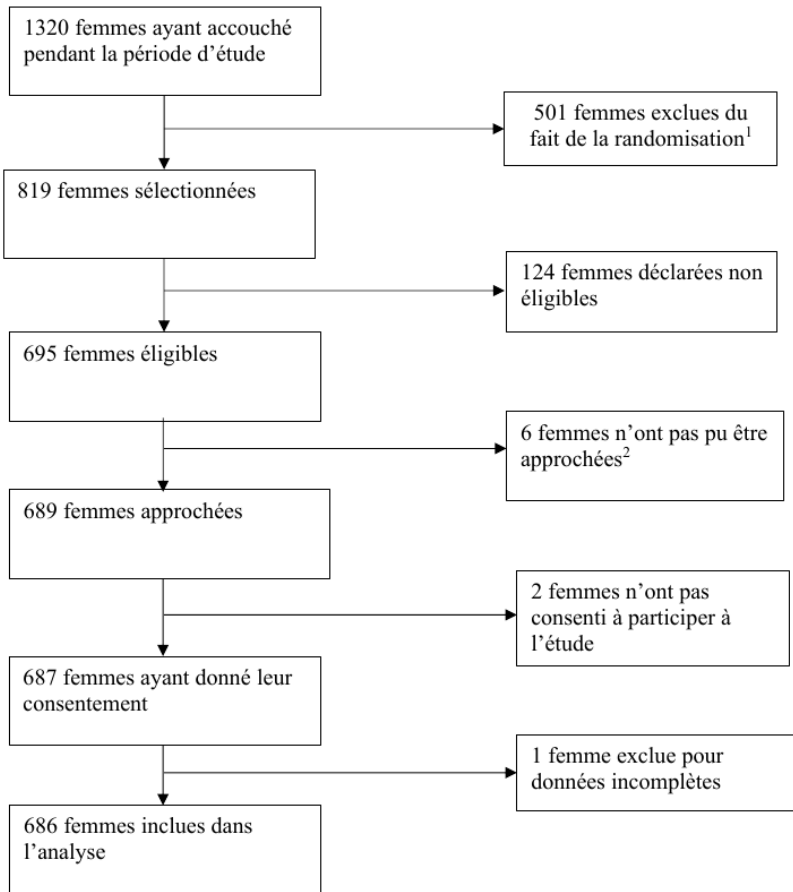 1320 femmes ayant accouché
pendant la période d’étude
501 femmes exclues du
fait de la randomisation¹
819 femmes sélectionnées
124 femmes déclarées non
éligibles
695 femmes éligibles
6 femmes n’ont pas pu être
approchées²
689 femmes approchées
2 femmes n’ont pas
consenti à participer à
l’étude
687 femmes ayant donné leur
consentement
1 femme exclue pour
données incomplètes
686 femmes inclues dans
l’analyse